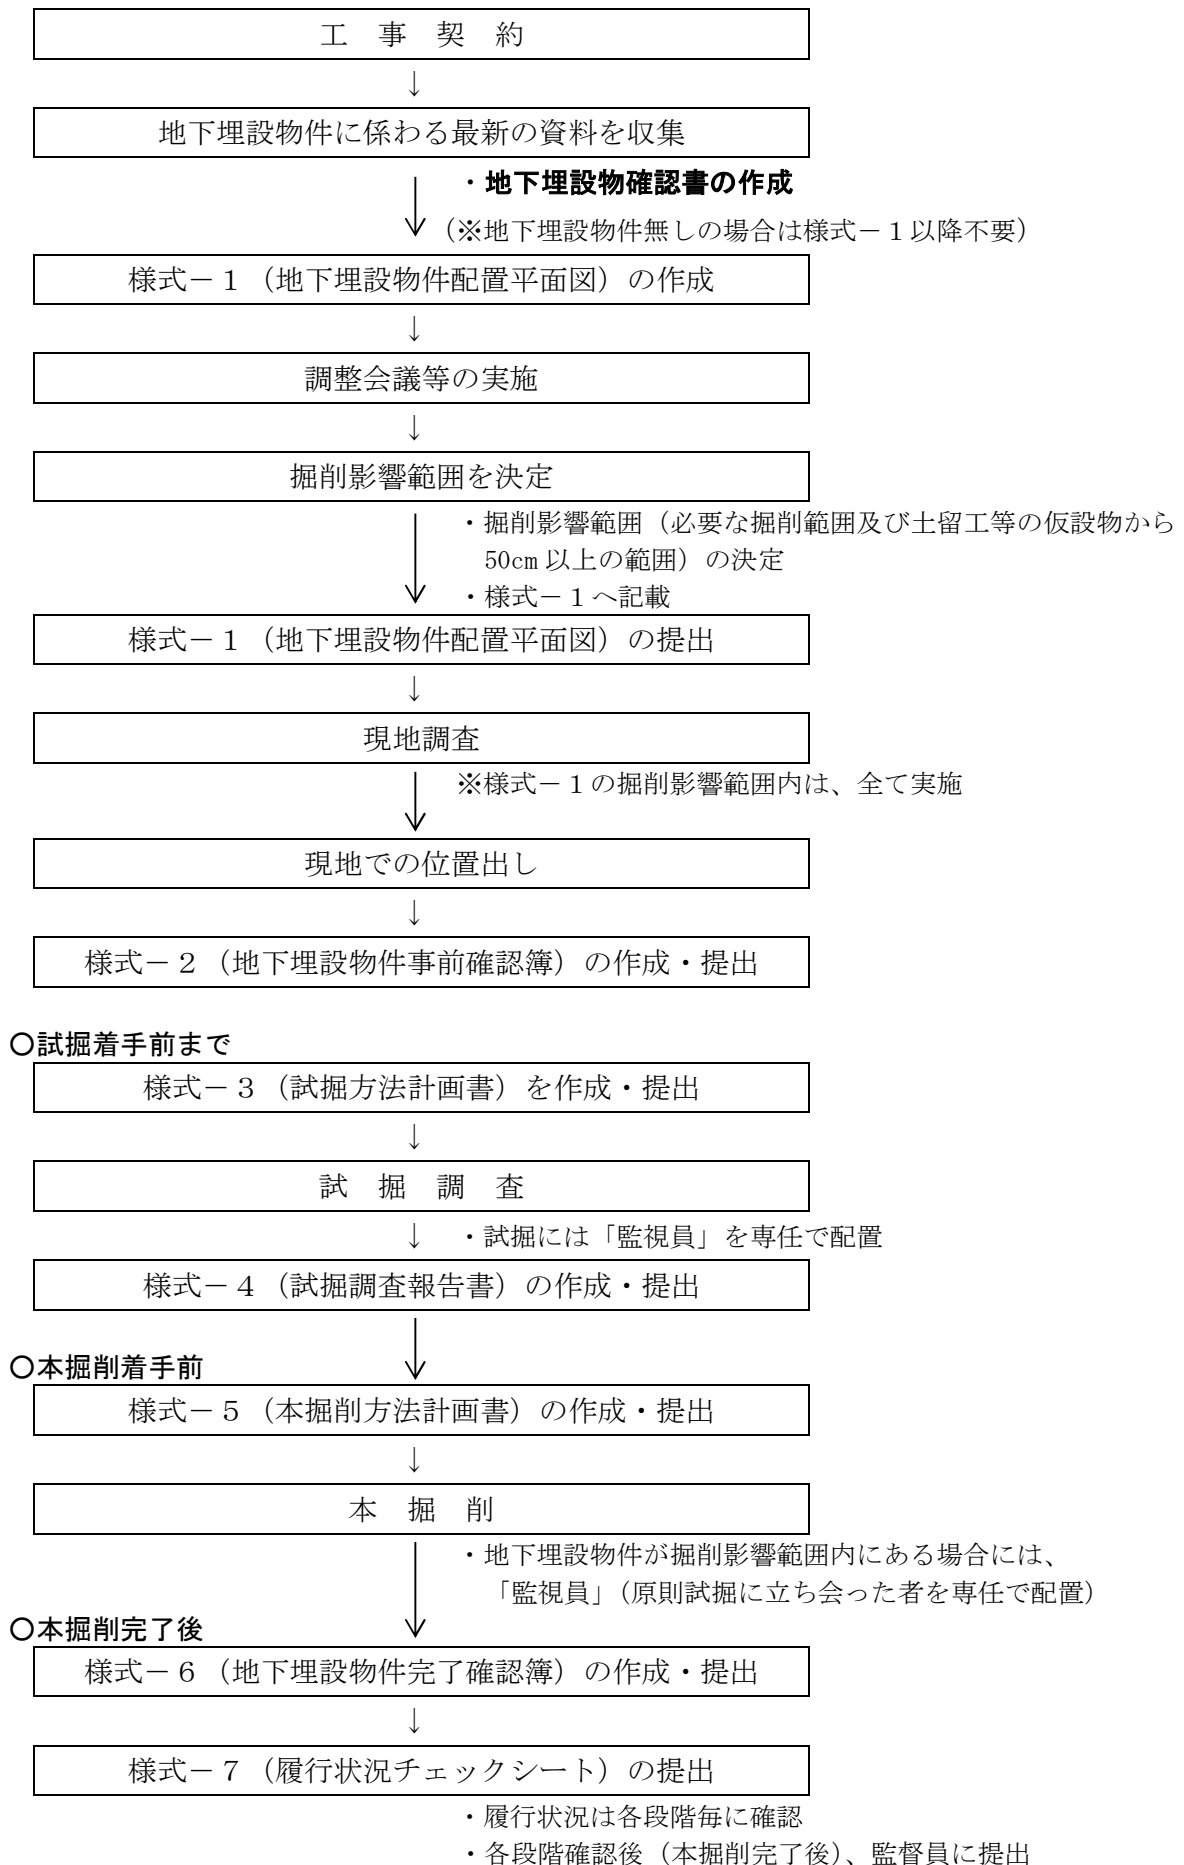 工　事　契　約
↓
地下埋設物件に係わる最新の資料を収集
・地下埋設物確認書の作成
（※地下埋設物件無しの場合は様式－１以降不要）
様式－１（地下埋設物件配置平面図）の作成
↓
調整会議等の実施
↓
掘削影響範囲を決定
・掘削影響範囲（必要な掘削範囲及び土留工等の仮設物から
50cm以上の範囲）の決定
・様式－１へ記載
様式－１（地下埋設物件配置平面図）の提出
↓
現地調査
※様式－１の掘削影響範囲内は、全て実施
現地での位置出し
↓
様式－２（地下埋設物件事前確認簿）の作成・提出
〇試掘着手前まで
様式－３（試掘方法計画書）を作成・提出
↓
試　掘　調　査
↓　・試掘には「監視員」を専任で配置
様式－４（試掘調査報告書）の作成・提出
〇本掘削着手前
様式－５（本掘削方法計画書）の作成・提出
↓
本　掘　削
・地下埋設物件が掘削影響範囲内にある場合には、
「監視員」（原則試掘に立ち会った者を専任で配置）
〇本掘削完了後
様式－６（地下埋設物件完了確認簿）の作成・提出
↓
様式－７（履行状況チェックシート）の提出
・履行状況は各段階毎に確認
・各段階確認後（本掘削完了後）、監督員に提出